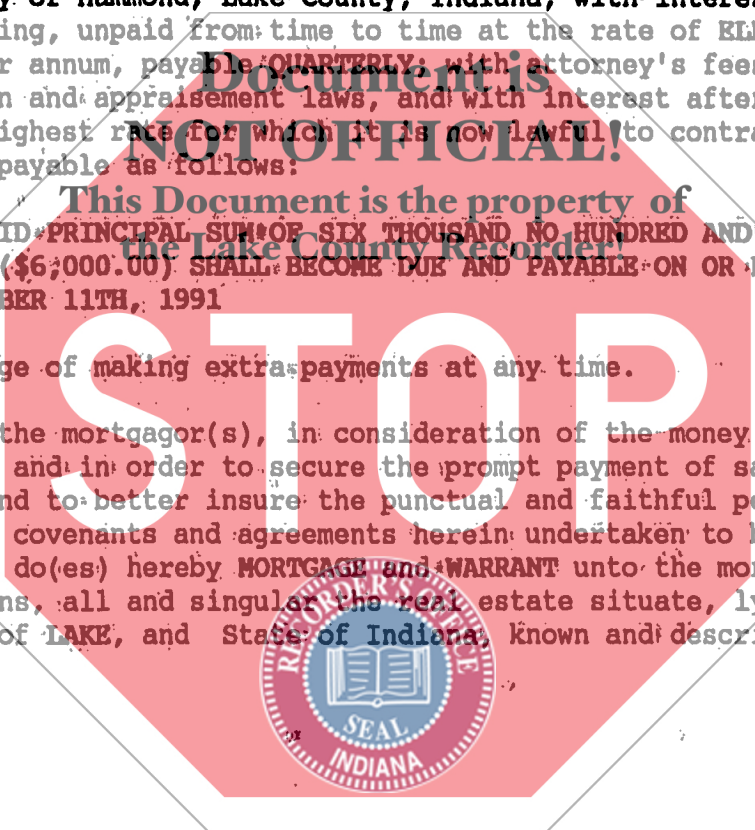 y of Hammond, Lake County, Indiana, with interes
ing, unpaid from time to time at the rate of EL
r annum, payable QUARTERLY; with attorney's fee
n and appraisement laws, and with interest afte
ighest rate for which it is now lawful to contra
payable as follows:
ID PRINCIPAL SUM OF SIX THOUSAND NO HUNDRED AND
($6,000.00) SHALL BECOME DUE AND PAYABLE ON OR
BER 11TH, 1991
ge of making extra payments at any time.
the mortgagor(s), in consideration of the money
and in order to secure the prompt payment of sa
nd to better insure the punctual and faithful p
covenants and agreements herein undertaken to
do(es) hereby MORTGAGE and WARRANT unto the mo
ns, all and singular the real estate situate, l
of LAKE, and State of Indiana, known and descri
Document is
NOT OFFICIAL!
This Document is the property of
the Lake County Recorder!
STOP
RECORDER'S OFFICE
SEAL
INDIANA